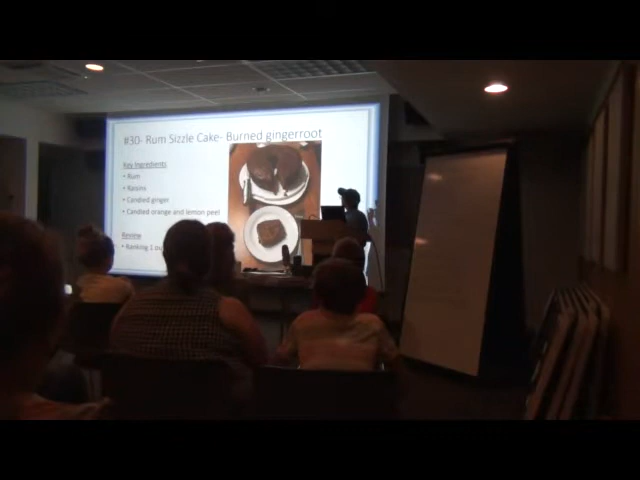 #30- Rum Sizzle Cake- Burned gingerroot
Key Ingredients
• Rum
• Raisins
• Candied ginger
• Candied orange and lemon peel
Review
• Ranking 1